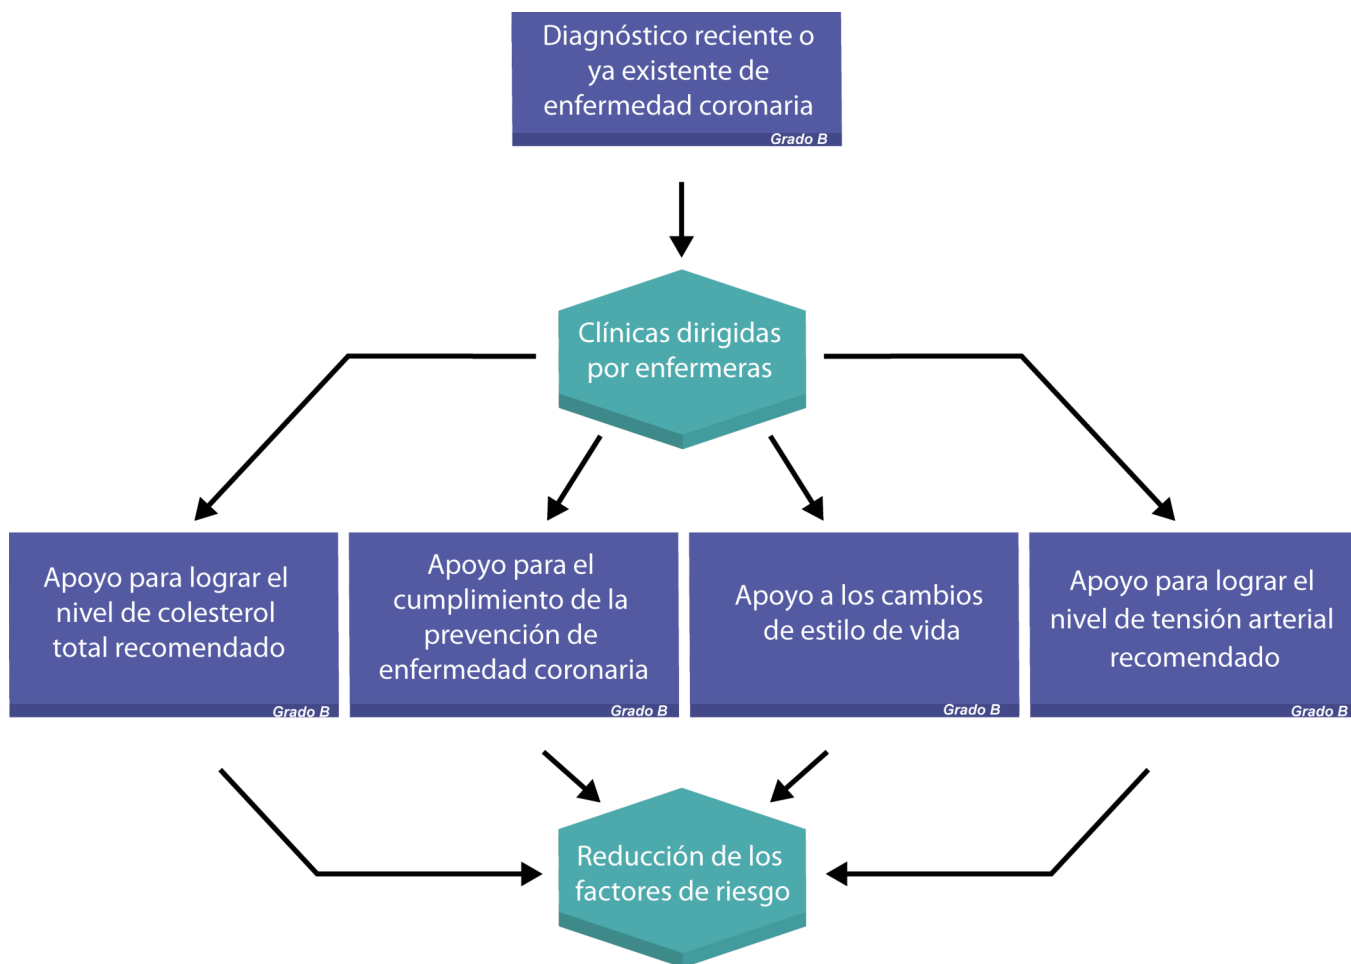 Diagnóstico reciente o
ya existente de
enfermedad coronaria
Grado B
Clínicas dirigidas
por enfermeras
Apoyo para lograr el
nivel de colesterol
total recomendado
Grado B
Apoyo para el
cumplimiento de la
prevención de
enfermedad coronaria
Grado B
Apoyo a los cambios
de estilo de vida
Grado B
Apoyo para lograr el
nivel de tensión arterial
recomendado
Grado B
Reducción de los
factores de riesgo